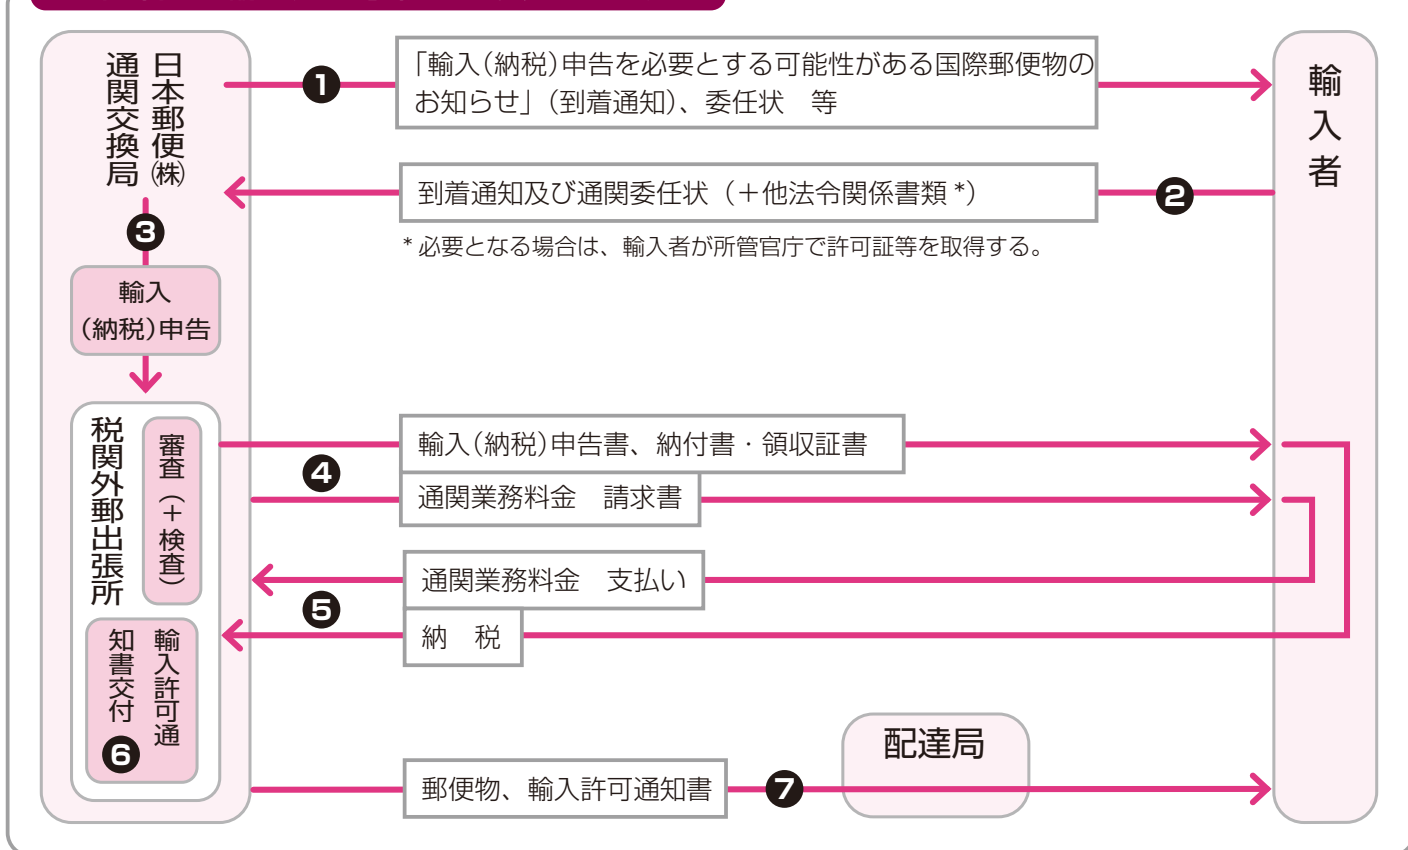 日本郵便㈱
通関交換局
❶
「輸入(納税)申告を必要とする可能性がある国際郵便物の
お知らせ」(到着通知)、委任状　等
輸入者
到着通知及び通関委任状（＋他法令関係書類*）
❷
*必要となる場合は、輸入者が所管官庁で許可証等を取得する。
❸
輸入
(納税)申告
税関外郵出張所
審査（＋検査）
❹
輸入(納税)申告書、納付書・領収証書
通関業務料金　請求書
❺
通関業務料金　支払い
納　税
輸入許可通
知書交付
❻
郵便物、輸入許可通知書
❼
配達局